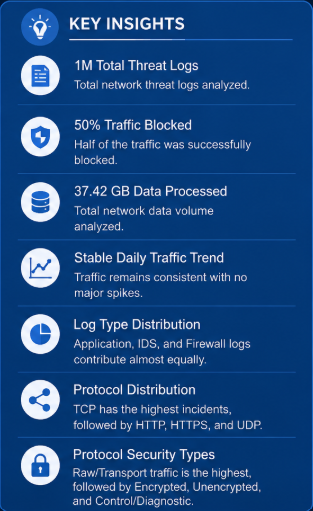 KEY INSIGHTS
1M Total Threat Logs
Total network threat logs analyzed.
50% Traffic Blocked
Half of the traffic was successfully
blocked.
37.42 GB Data Processed
Total network data volume
analyzed.
Stable Daily Traffic Trend
Traffic remains consistent with no
major spikes.
Log Type Distribution
Application, IDS, and Firewall logs
contribute almost equally.
Protocol Distribution
TCP has the highest incidents,
followed by HTTP, HTTPS, and UDP.
Protocol Security Types
Raw/Transport traffic is the highest,
followed by Encrypted, Unencrypted,
and Control/Diagnostic.